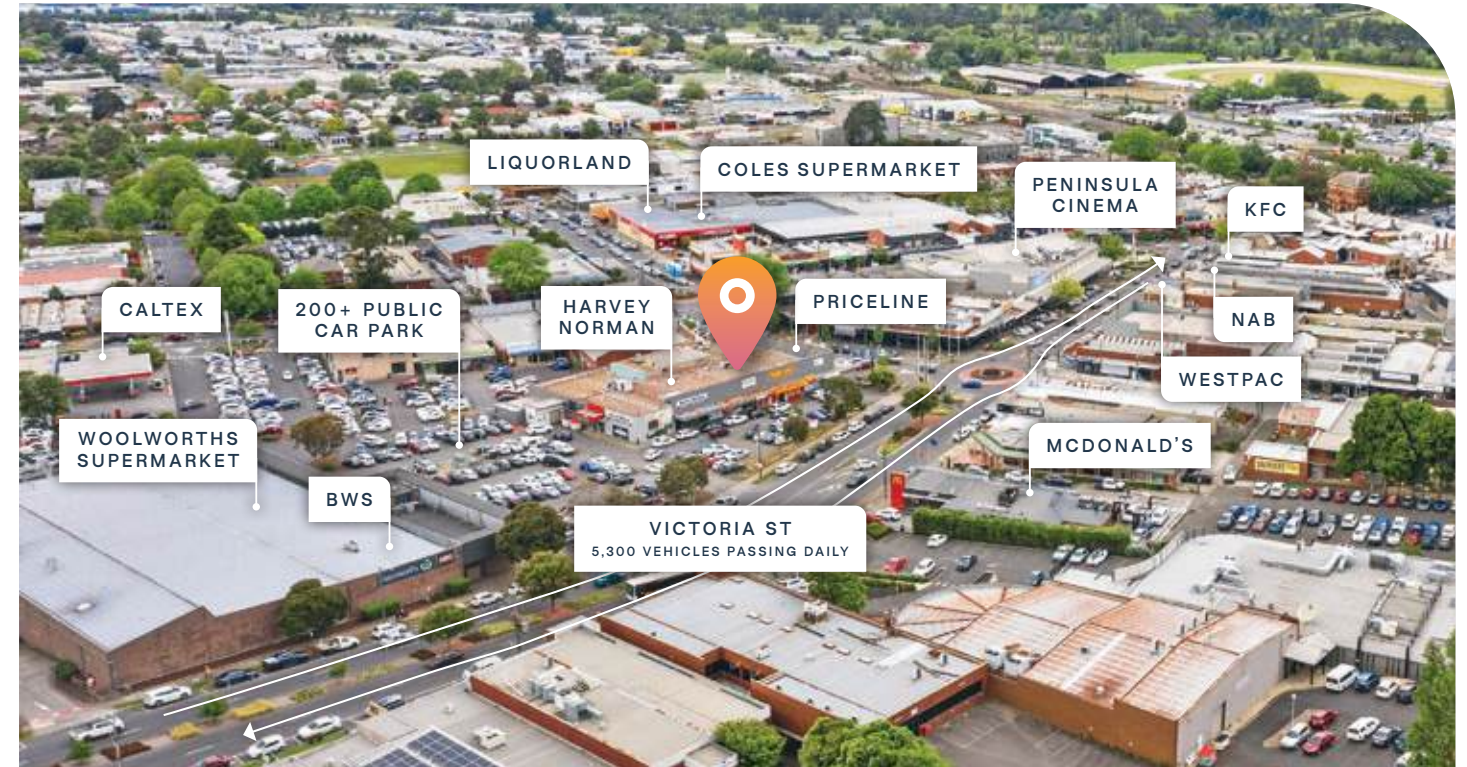 LIQUORLAND
COLES SUPERMARKET
PENINSULA
CINEMA
KFC
CALTEX
200+ PUBLIC
CAR PARK
HARVEY
NORMAN
PRICELINE
NAB
WESTPAC
WOOLWORTHS
SUPERMARKET
MCDONALD'S
BWS
VICTORIA ST
5,300 VEHICLES PASSING DAILY